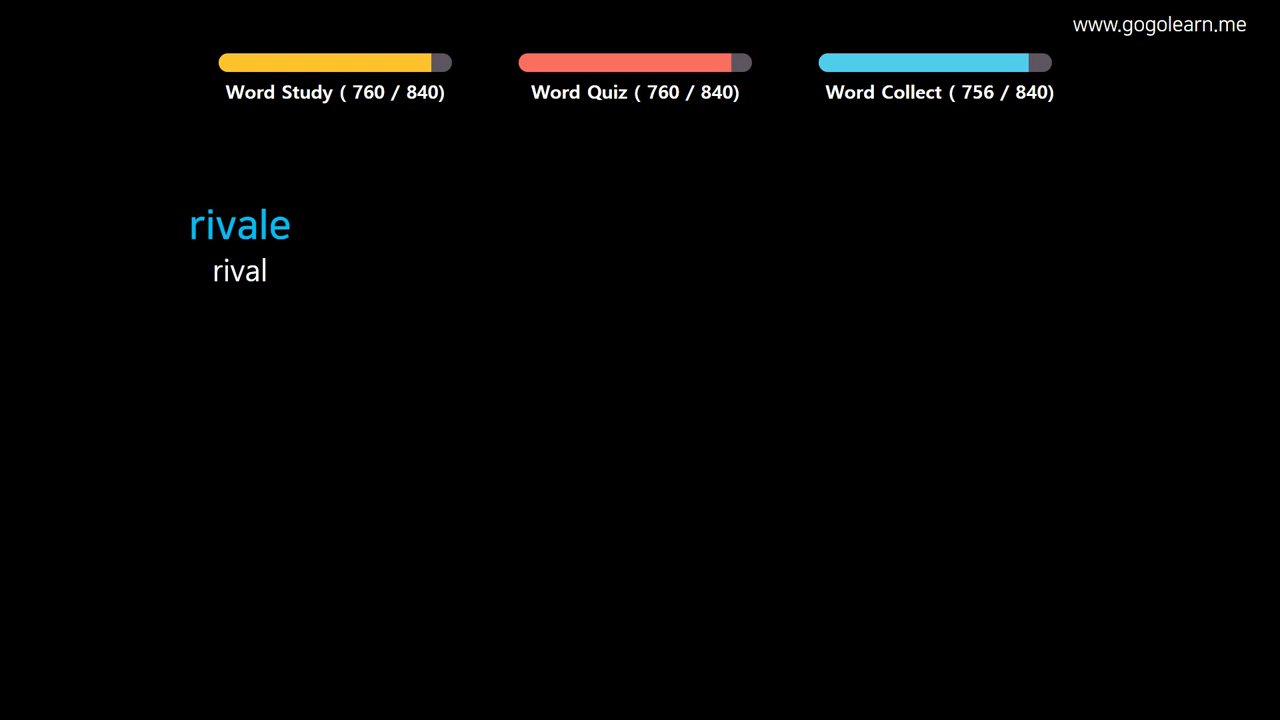 www.gogolearn.me
Word Study ( 760 / 840)
Word Quiz ( 760 / 840)
Word Collect ( 756 / 840)
rivale
rival